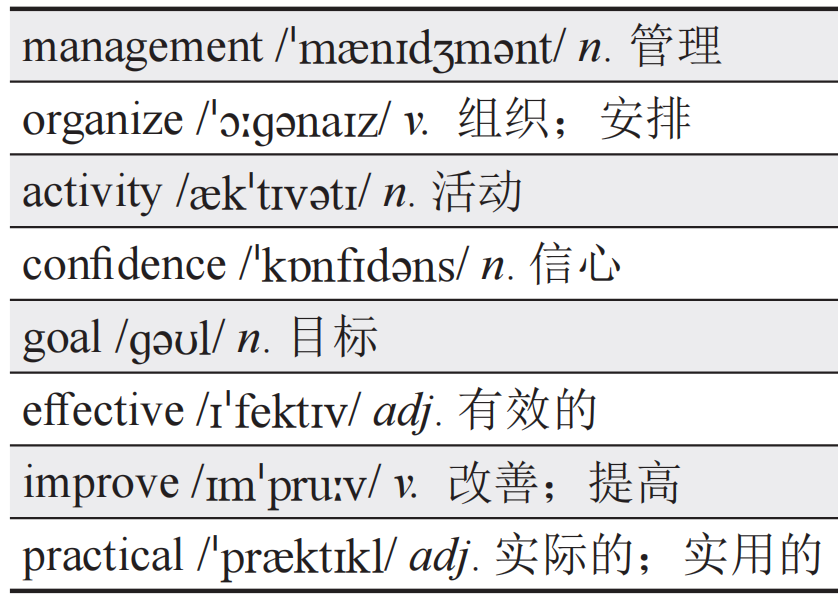 management /ˈmænɪdʒmənt/ n. 管理
organize /ˈɔːɡənaɪz/ v. 组织；安排
activity /ækˈtɪvətɪ/ n. 活动
confidence /ˈkɒnfɪdəns/ n. 信心
goal /ɡəʊl/ n. 目标
effective /ɪˈfektɪv/ adj. 有效的
improve /ɪmˈpruːv/ v. 改善；提高
practical /ˈpræktɪkl/ adj. 实际的；实用的